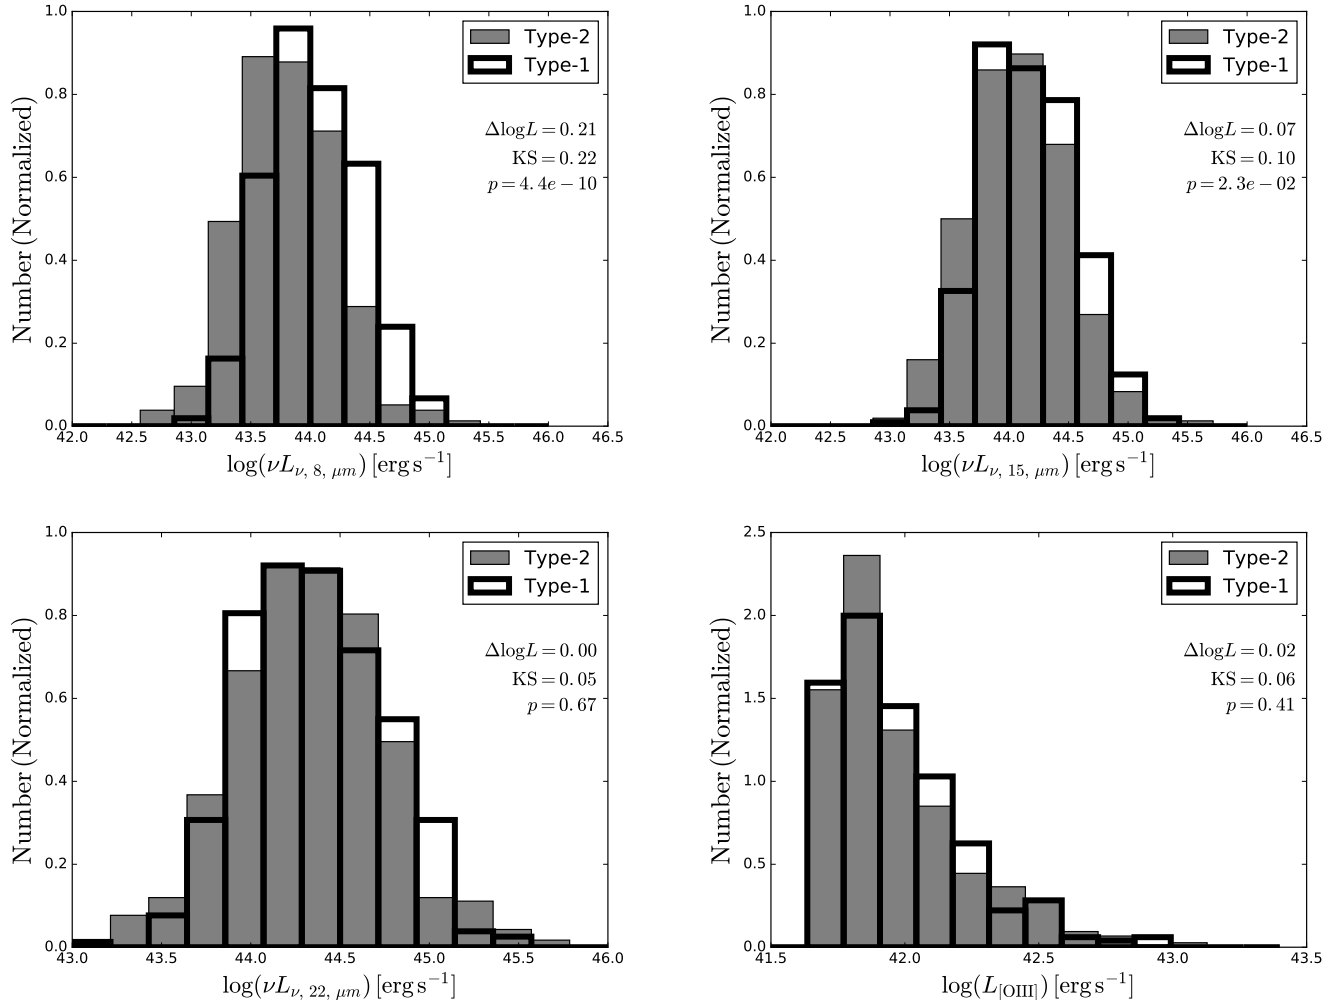 1.0
0.8
0.6
0.4
0.2
0.0
Number (Normalized)
Type-2
Type-1
ΔlogL = 0.21
KS = 0.22
p = 4.4e − 10
42.0 42.5 43.0 43.5 44.0 44.5 45.0 45.5 46.0 46.5
log(νL_{ν, 8, μm}) [erg s^{−1}]
1.0
0.8
0.6
0.4
0.2
0.0
Number (Normalized)
Type-2
Type-1
ΔlogL = 0.07
KS = 0.10
p = 2.3e − 02
42.0 42.5 43.0 43.5 44.0 44.5 45.0 45.5 46.0 46.5
log(νL_{ν, 15, μm}) [erg s^{−1}]
1.0
0.8
0.6
0.4
0.2
0.0
Number (Normalized)
Type-2
Type-1
ΔlogL = 0.00
KS = 0.05
p = 0.67
43.0 43.5 44.0 44.5 45.0 45.5 46.0
log(νL_{ν, 22, μm}) [erg s^{−1}]
2.5
2.0
1.5
1.0
0.5
0.0
Number (Normalized)
Type-2
Type-1
ΔlogL = 0.02
KS = 0.06
p = 0.41
41.5 42.0 42.5 43.0 43.5
log(L_{[OIII]}) [erg s^{−1}]